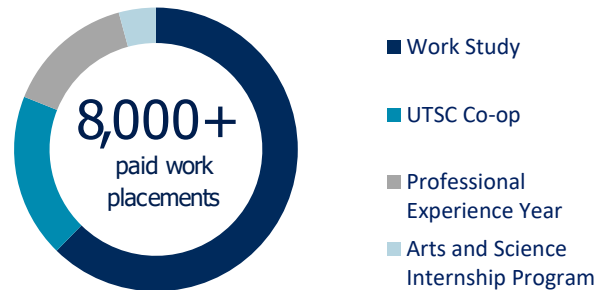 8,000+
paid work
placements
Work Study
UTSC Co-op
Professional
Experience Year
Arts and Science
Internship Program